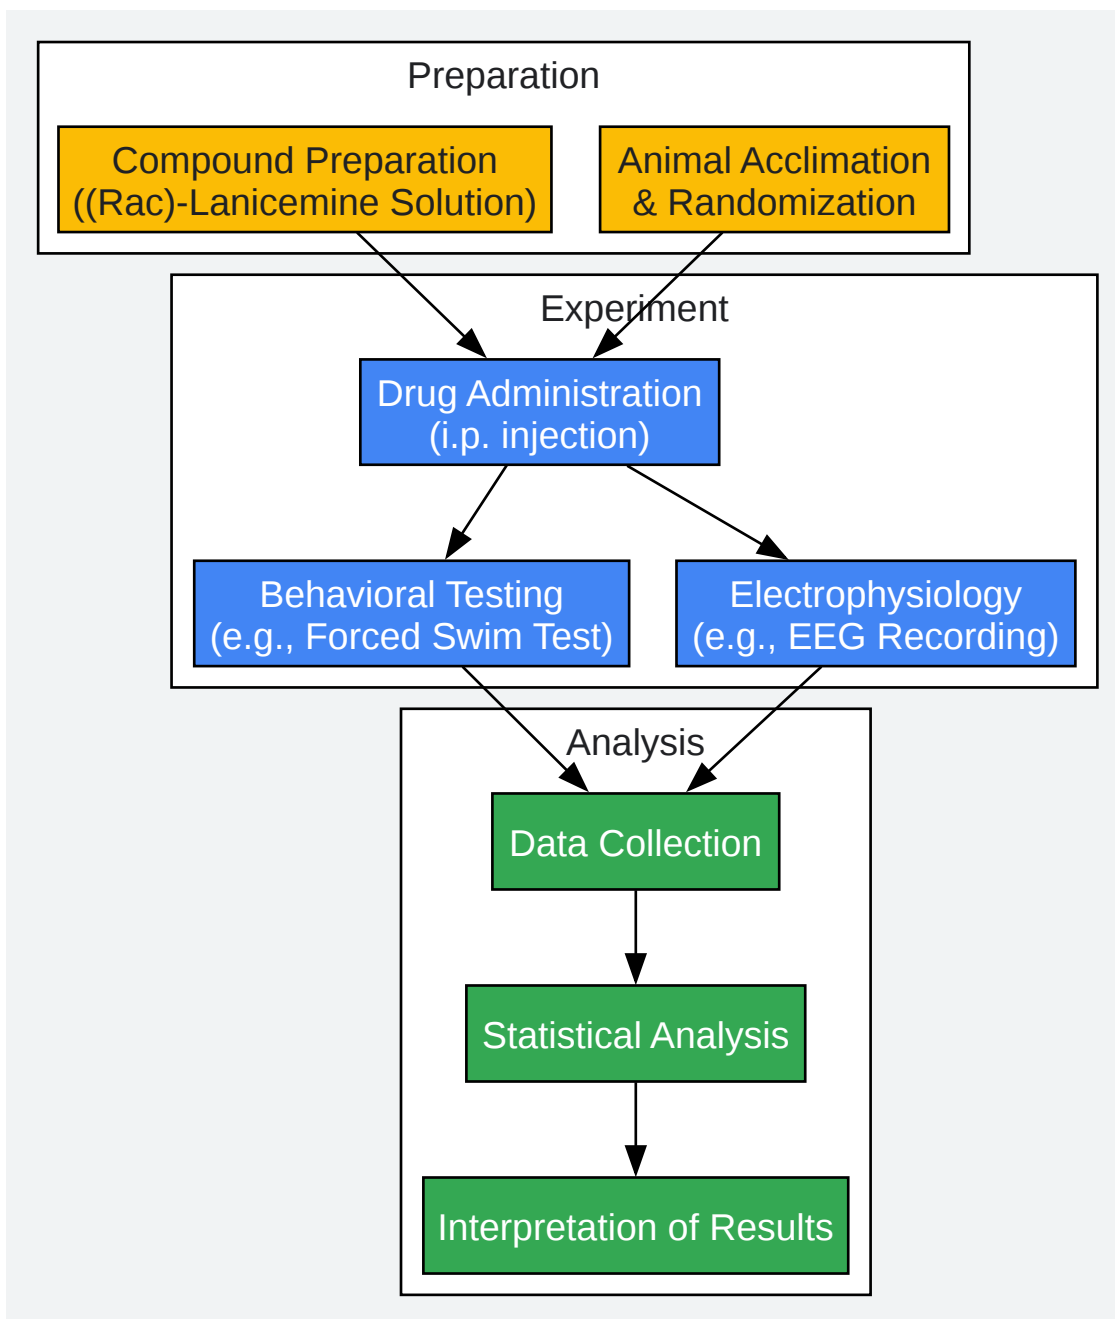 Preparation
Compound Preparation
((Rac)-Lanicemine Solution)
Animal Acclimation
& Randomization
Experiment
Drug Administration
(i.p. injection)
Behavioral Testing
(e.g., Forced Swim Test)
Electrophysiology
(e.g., EEG Recording)
Analysis
Data Collection
Statistical Analysis
Interpretation of Results